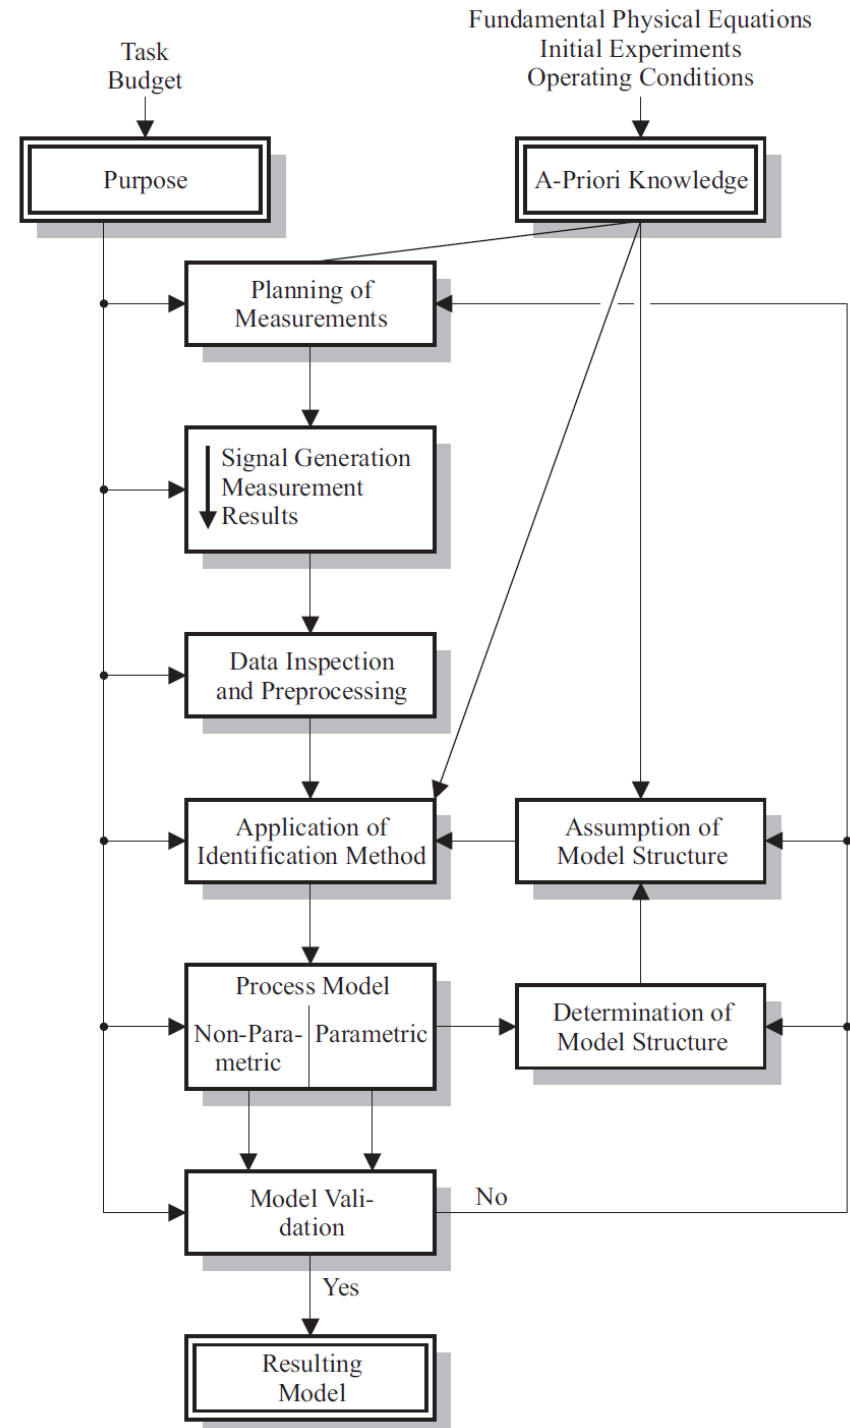 Task
Budget
Fundamental Physical Equations
Initial Experiments
Operating Conditions
Purpose
A-Priori Knowledge
Planning of
Measurements
Signal Generation
Measurement
Results
Data Inspection
and Preprocessing
Application of
Identification Method
Assumption of
Model Structure
Process Model
Non-Para-
metric
Parametric
Determination of
Model Structure
Model Vali-
dation
No
Yes
Resulting
Model